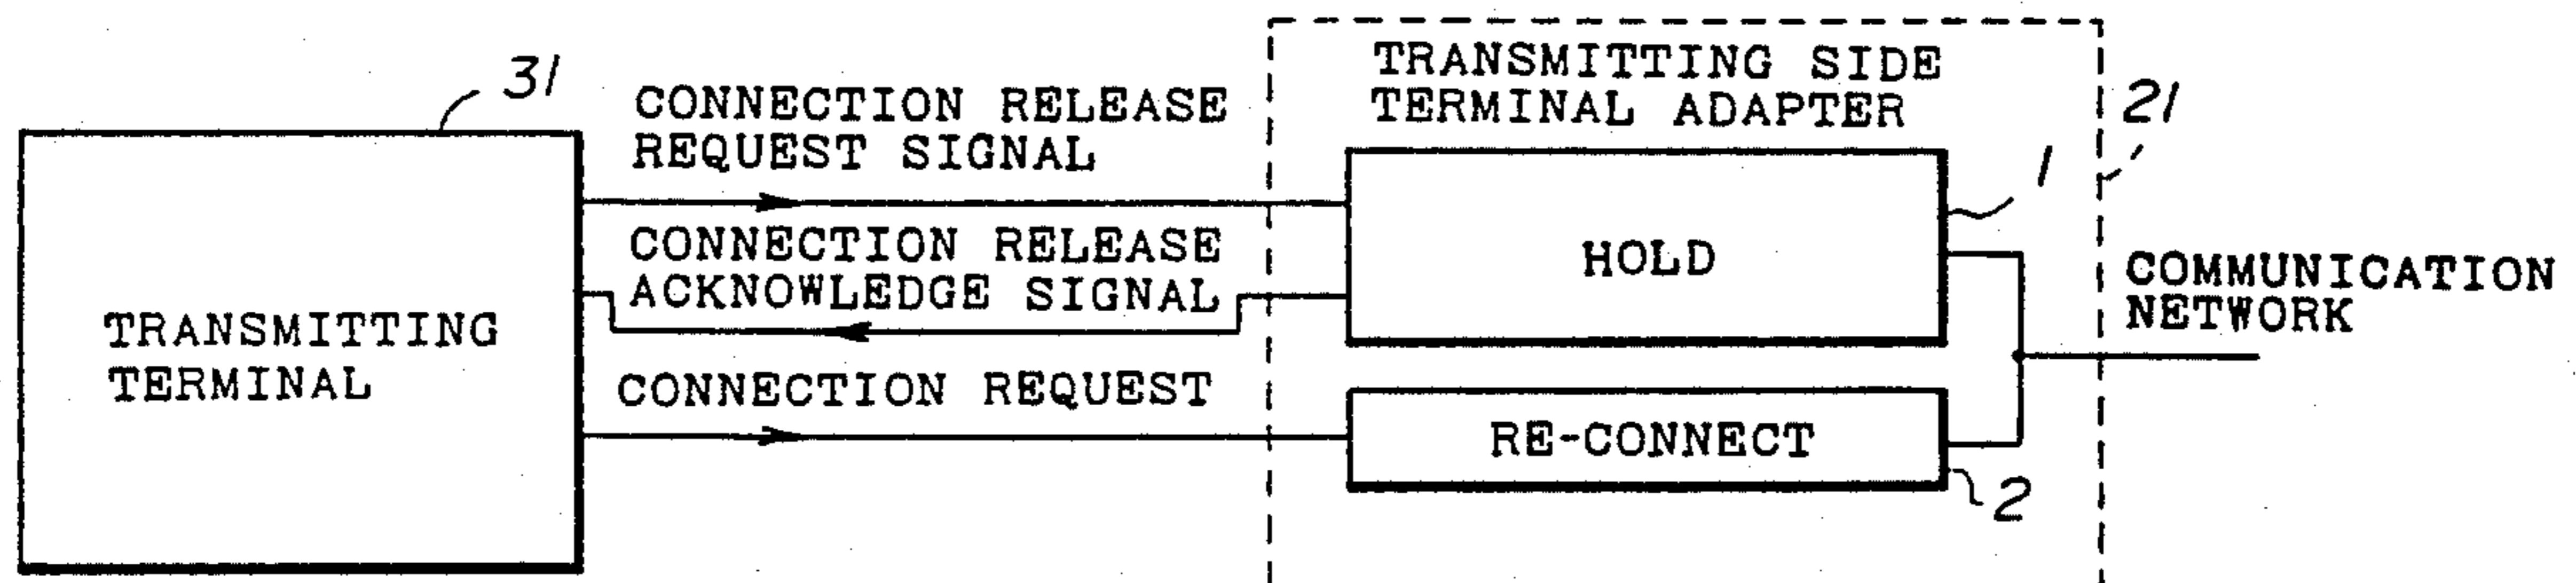 31
CONNECTION RELEASE
REQUEST SIGNAL
TRANSMITTING SIDE
TERMINAL ADAPTER
21
1
CONNECTION RELEASE
ACKNOWLEDGE SIGNAL
HOLD
COMMUNICATION
NETWORK
TRANSMITTING
TERMINAL
CONNECTION REQUEST
RE-CONNECT
2